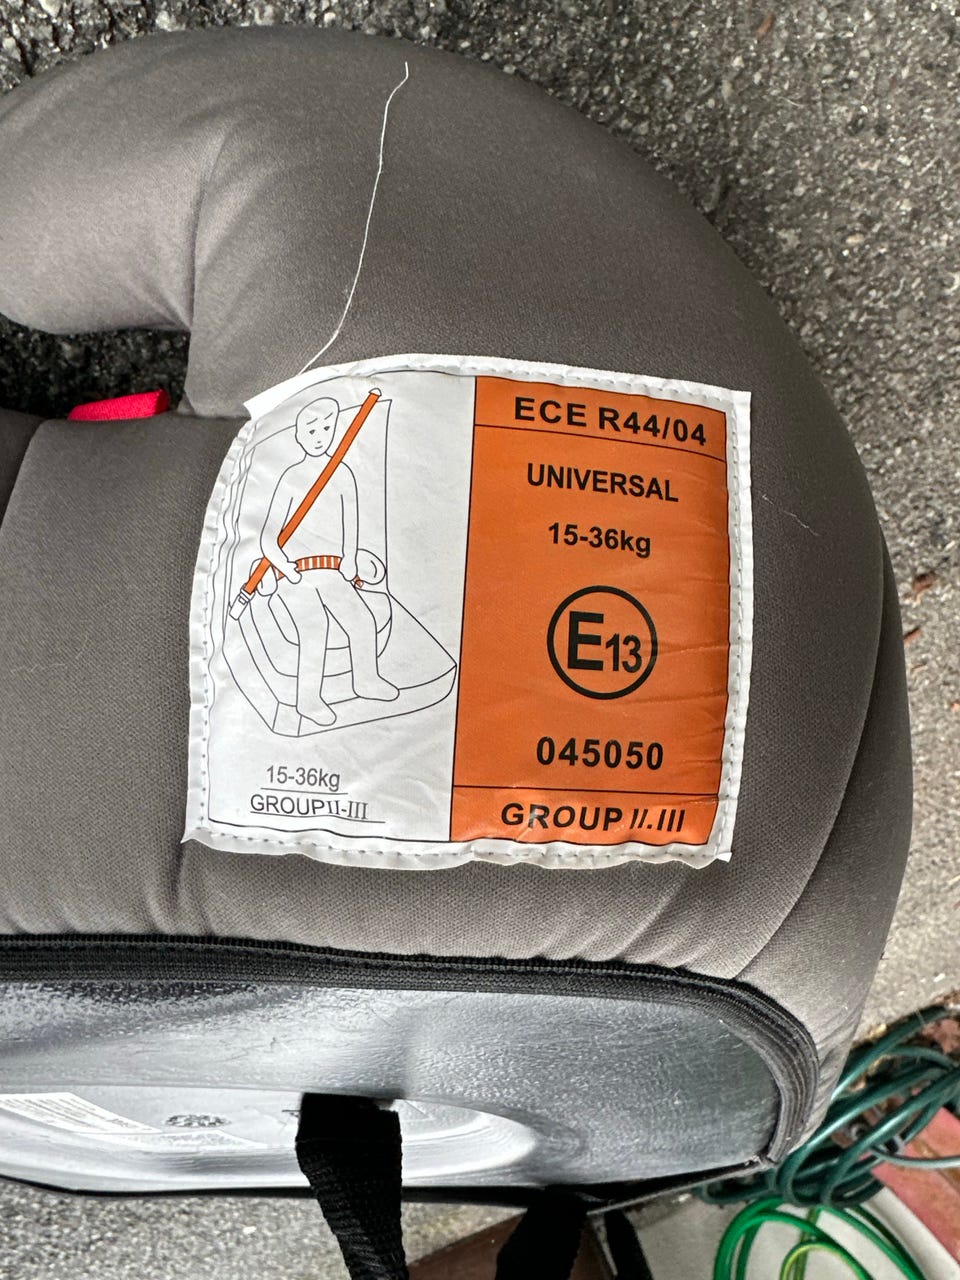 15-36kg
GROUP II-III
ECE R44/04
UNIVERSAL
15-36kg
E13
045050
GROUP II.III